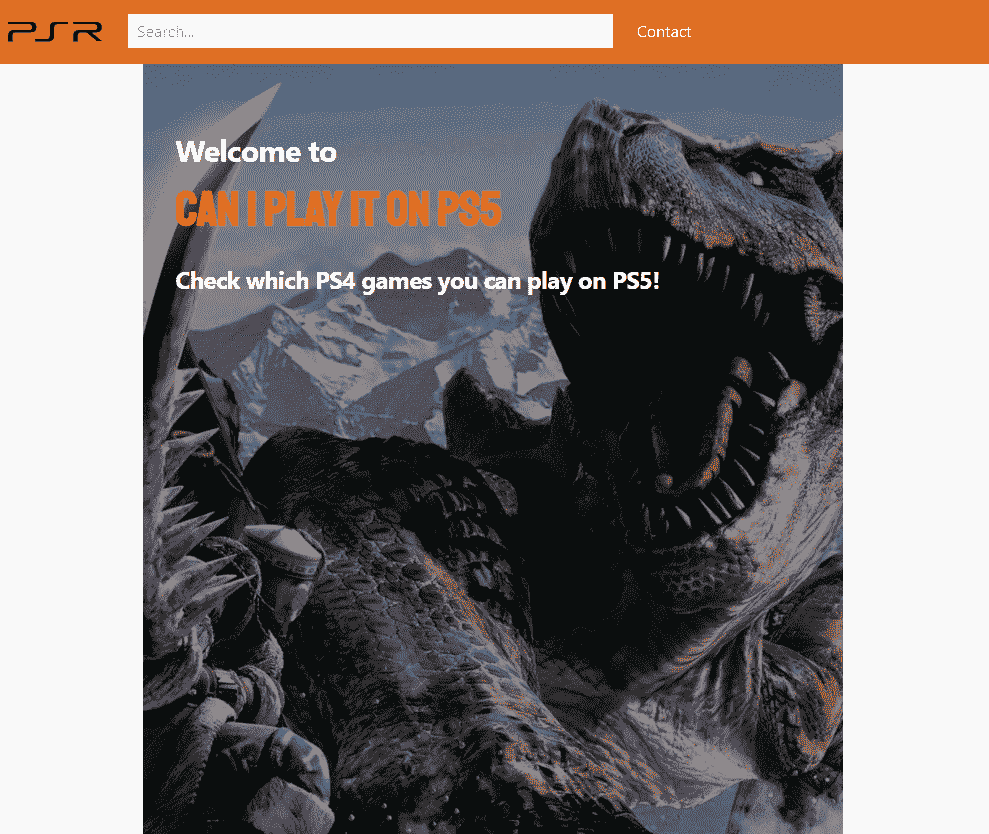 PSR
Search...
Contact
Welcome to
CAN I PLAY IT ON PS5
Check which PS4 games you can play on PS5!